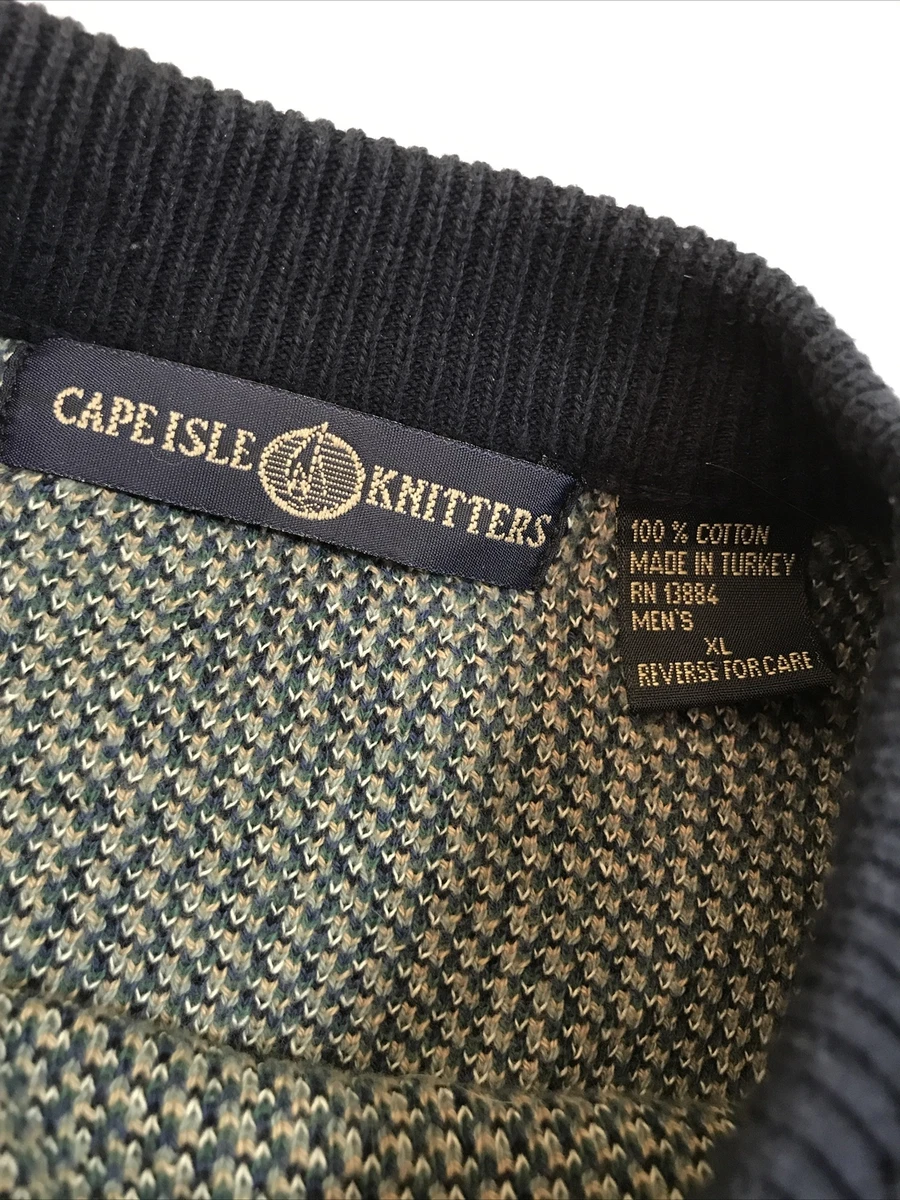 CAPE ISLE KNITTERS
100 % COTTON
MADE IN TURKEY
RN 13884
MEN'S
XL
REVERSE FOR CARE